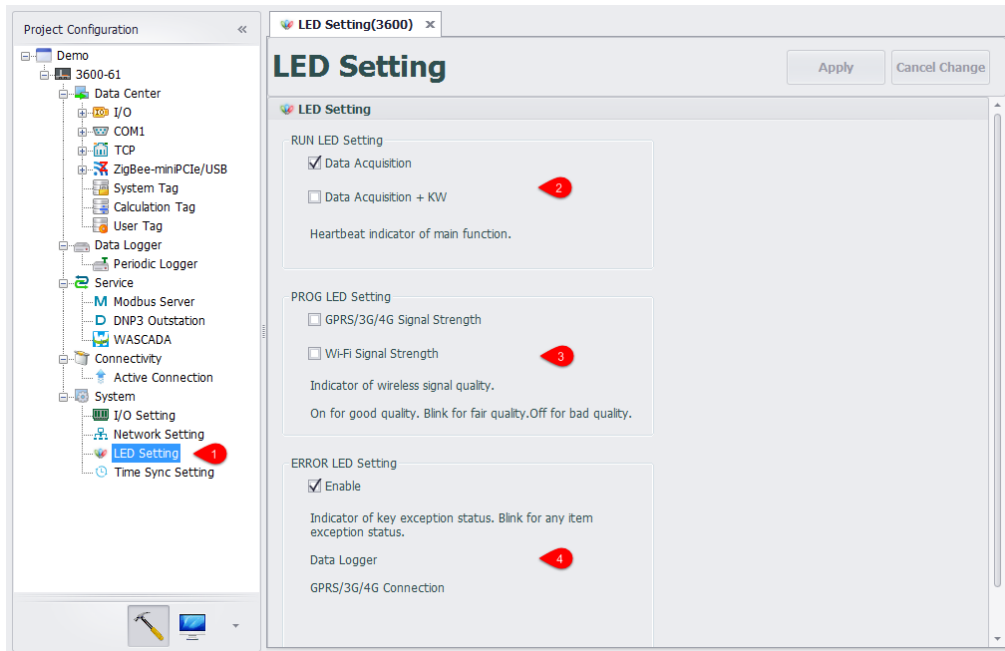 Project Configuration
«
Demo
3600-61
Data Center
I/O
COM1
TCP
ZigBee-miniPCIe/USB
System Tag
Calculation Tag
User Tag
Data Logger
Periodic Logger
Service
M Modbus Server
D DNP3 Outstation
WASCADA
Connectivity
Active Connection
System
I/O Setting
Network Setting
LED Setting 1
Time Sync Setting
LED Setting(3600) ×
LED Setting
Apply
Cancel Change
LED Setting
RUN LED Setting
Data Acquisition
2
Data Acquisition + KW
Heartbeat indicator of main function.
PROG LED Setting
GPRS/3G/4G Signal Strength
Wi-Fi Signal Strength
3
Indicator of wireless signal quality.
On for good quality. Blink for fair quality.Off for bad quality.
ERROR LED Setting
Enable
Indicator of key exception status. Blink for any item
exception status.
Data Logger
4
GPRS/3G/4G Connection